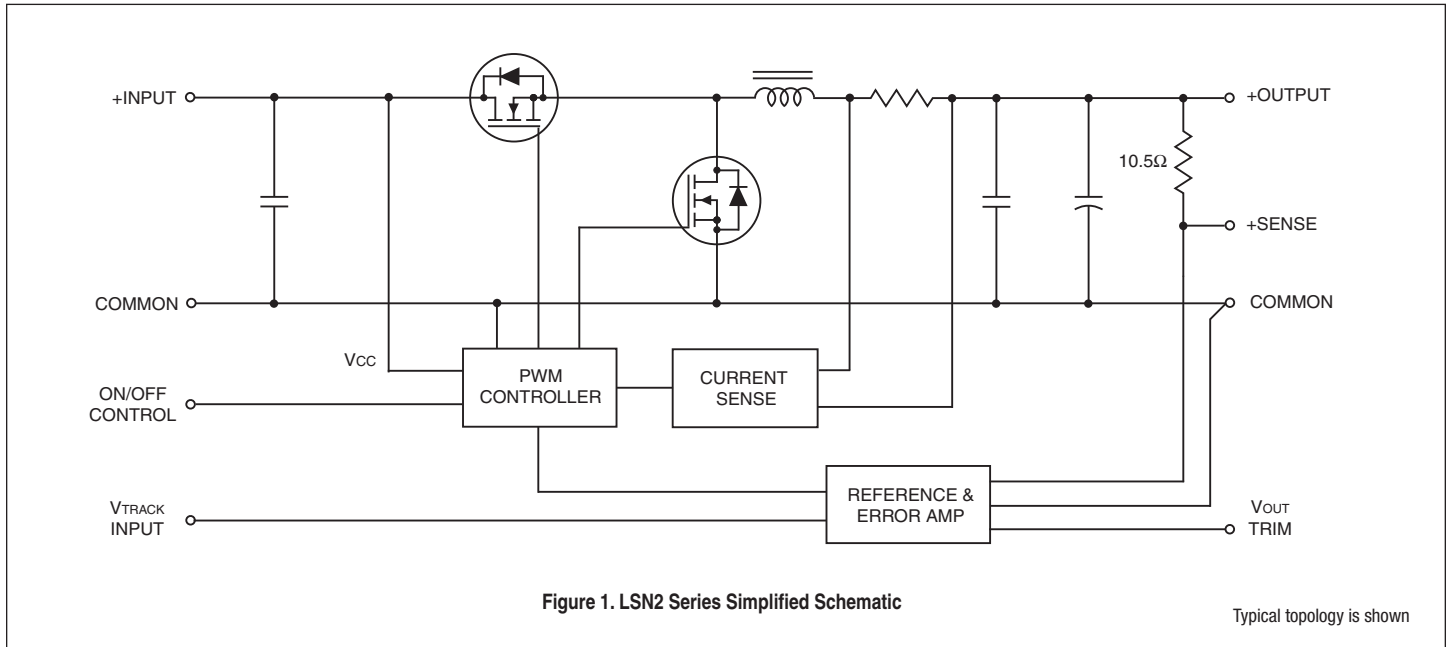 +INPUT
+OUTPUT
10.5Ω
+SENSE
COMMON
COMMON
VCC
ON/OFF
CONTROL
PWM
CONTROLLER
CURRENT
SENSE
VTRACK
INPUT
REFERENCE &
ERROR AMP
VOUT
TRIM
Figure 1. LSN2 Series Simplified Schematic
Typical topology is shown